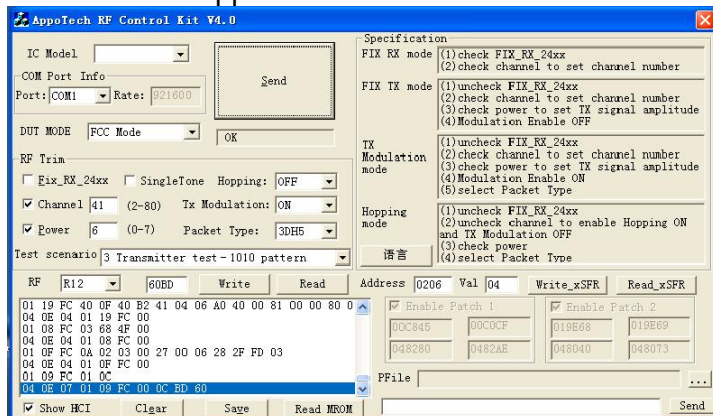 AppoTech RF Control Kit V4.0
IC Model
Send
COM Port Info
Port: COM1 Rate: 921600
DUT MODE FCC Mode
OK
RF Trim
Fix_RX_24xx SingleTone Hopping: OFF
Channel 41 (2-80) Tx Modulation: ON
Power 6 (0-7) Packet Type: 3DH5
Test scenario 3 Transmitter test-1010 pattern
Specification
FIX RX mode
(1)check FIX_RX_24xx
(2)check channel to set channel number
FIX TX mode
(1)uncheck FIX_RX_24xx
(2)check channel to set channel number
(3)check power to set TX signal amplitude
(4)Modulation Enable OFF
TX Modulation mode
(1)uncheck FIX_RX_24xx
(2)check channel to set channel number
(3)check power to set TX signal amplitude
(4)Modulation Enable ON
(5)select Packet Type
Hopping mode
(1)uncheck FIX_RX_24xx
(2)uncheck channel to enable Hopping ON
and TX Modulation OFF
(3)check power
(4)select Packet Type
语言
RF R12 60BD Write Read
Address 0206 Val 04 Write_xSFR Read_xSFR
01 19 FC 40 0F 40 B2 41 04 06 A0 40 00 81 00 00 80 0
04 0E 04 01 19 FC 00
01 08 FC 03 68 4F 00
04 0E 04 01 08 FC 00
01 0F FC 0A 02 03 00 27 00 06 28 2F FD 03
04 0E 04 01 0F FC 00
01 09 FC 01 0C
04 0E 07 01 09 FC 00 0C BD 60
Enable Patch 1
00C845 00C0CF
048280 0482AE
Enable Patch 2
019E68 019E69
048040 048073
PFile ...
Show HCI Clear Save Read MROM
Send